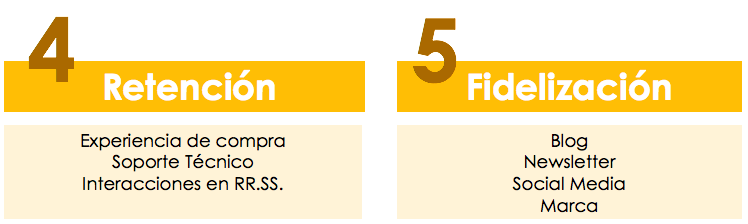 4
Retención
Experiencia de compra
Soporte Técnico
Interacciones en RR.SS.
5
Fidelización
Blog
Newsletter
Social Media
Marca